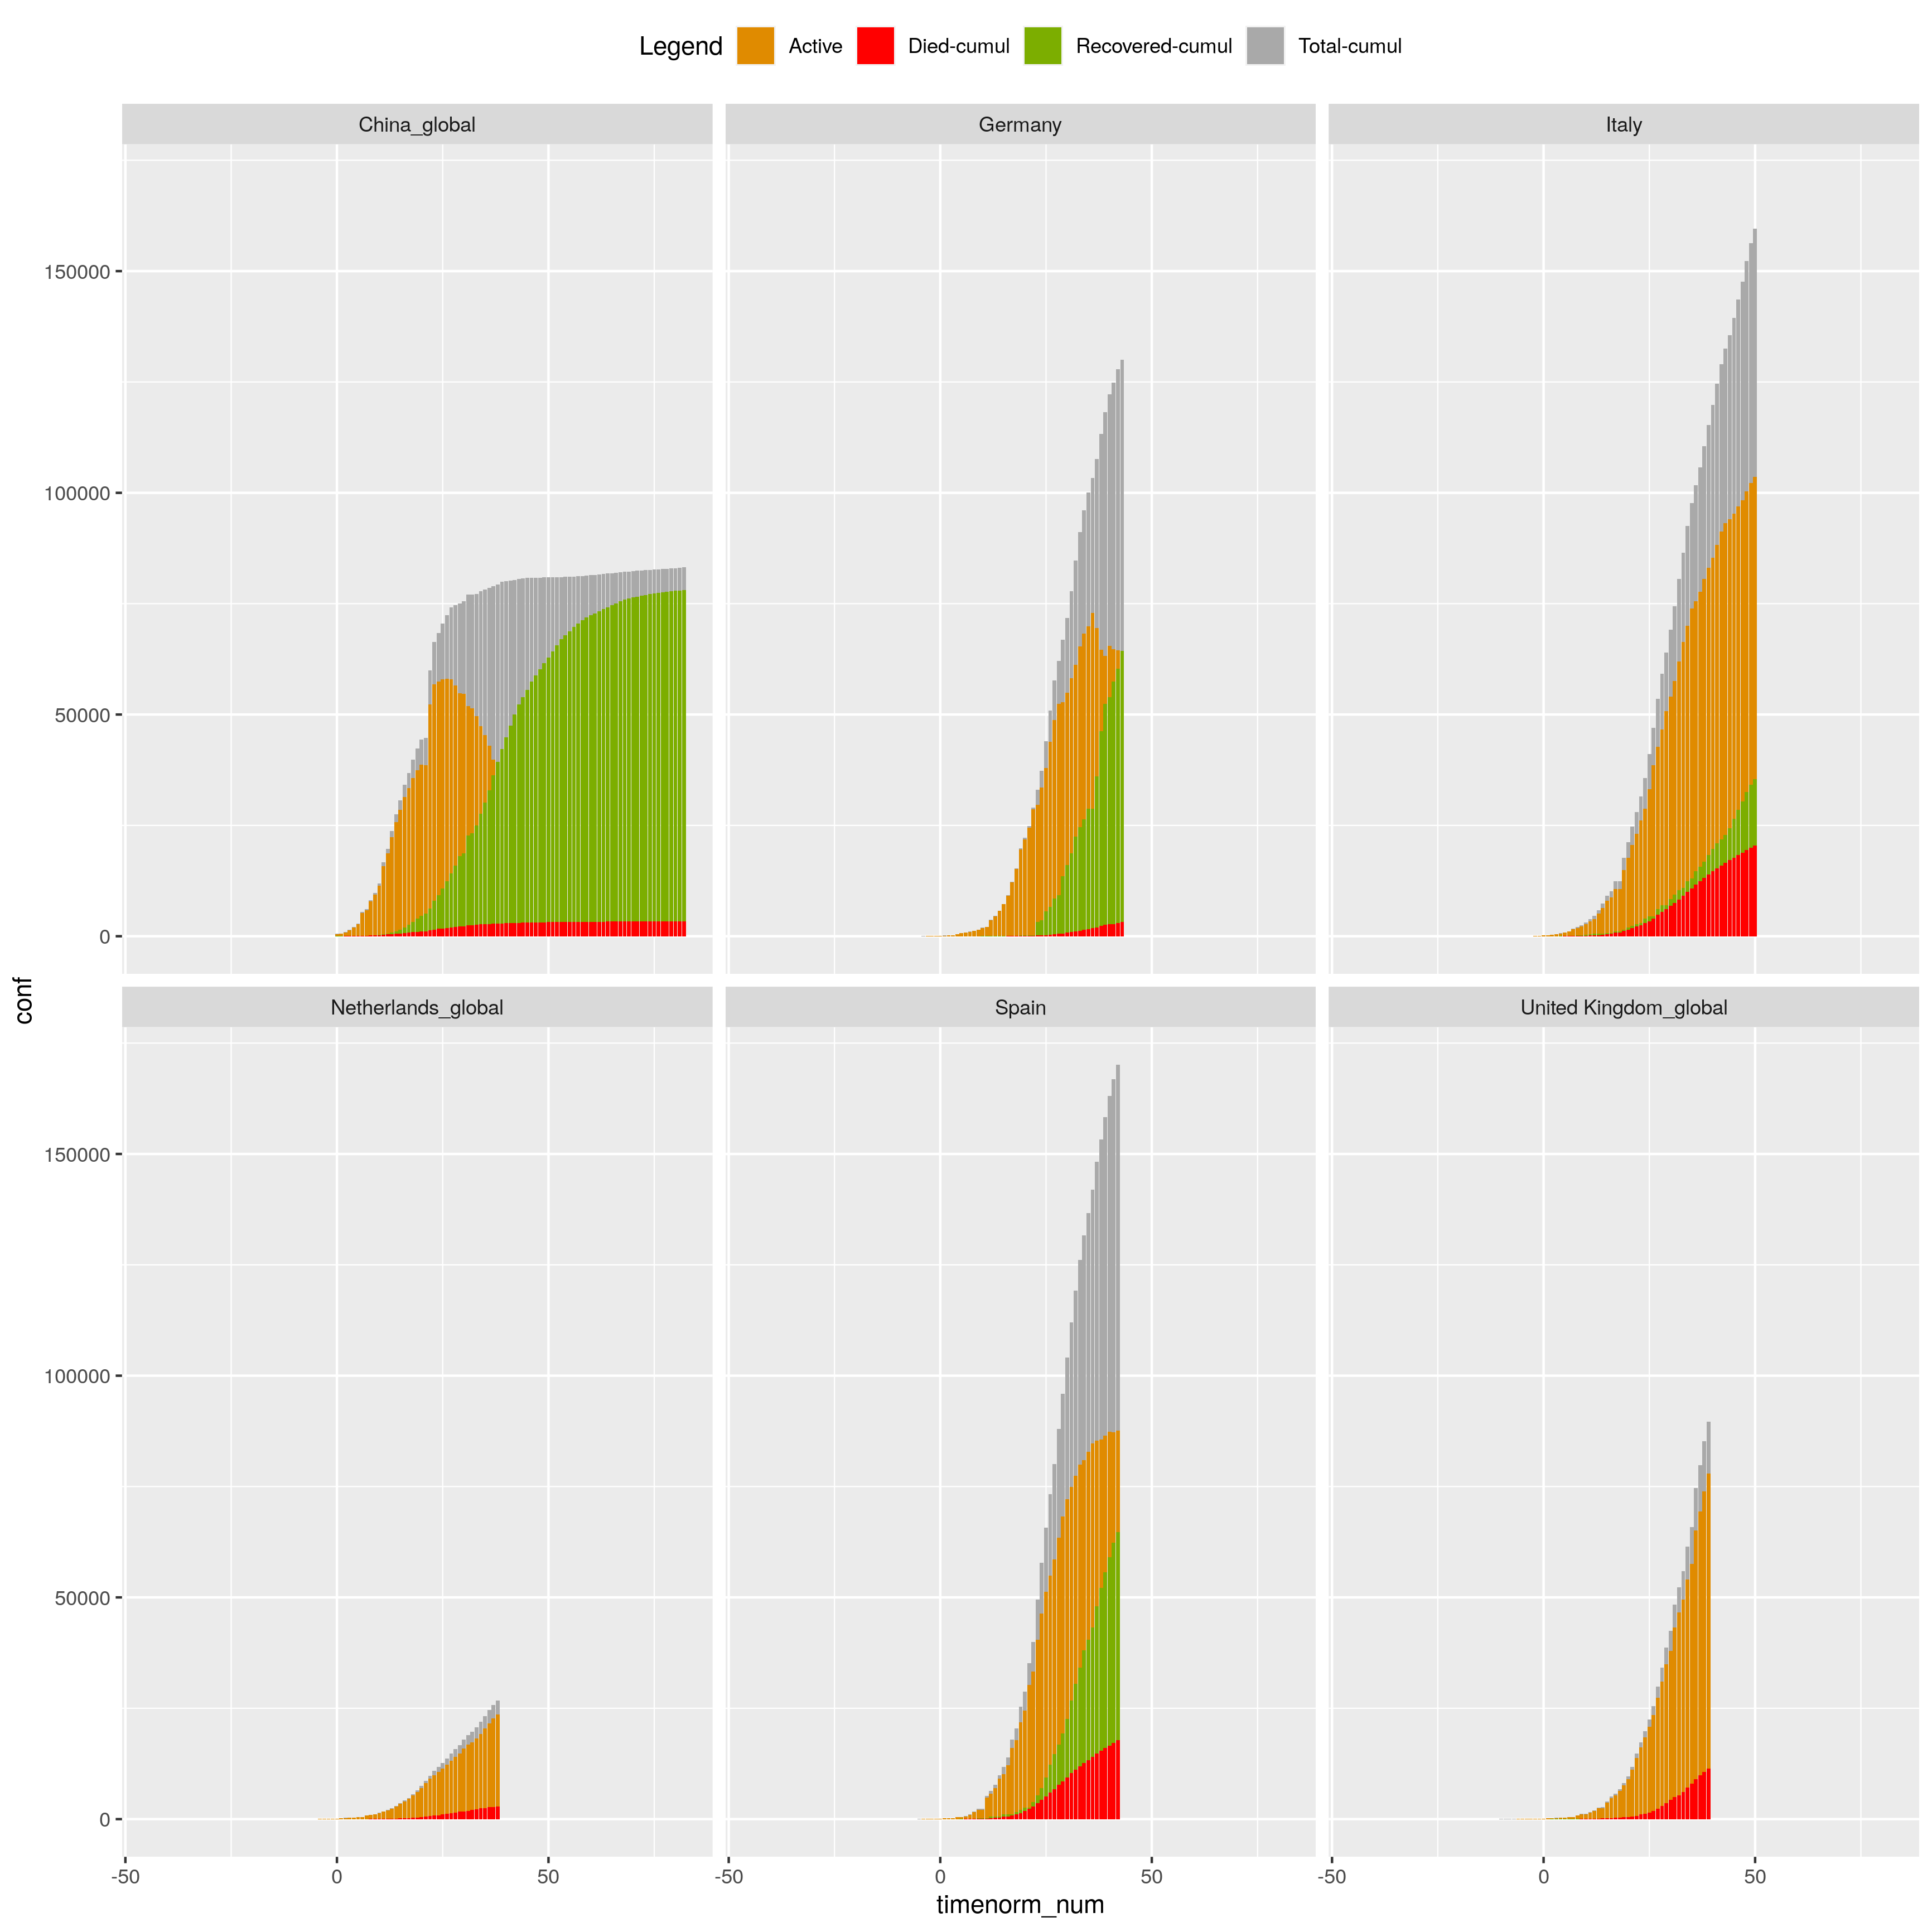 Legend Active Died-cumul Recovered-cumul Total-cumul
China_global Germany Italy
150000
100000
50000
0
conf
Netherlands_global Spain United Kingdom_global
150000
100000
50000
0
-50 0 50 -50 0 50 -50 0 50
timenorm_num